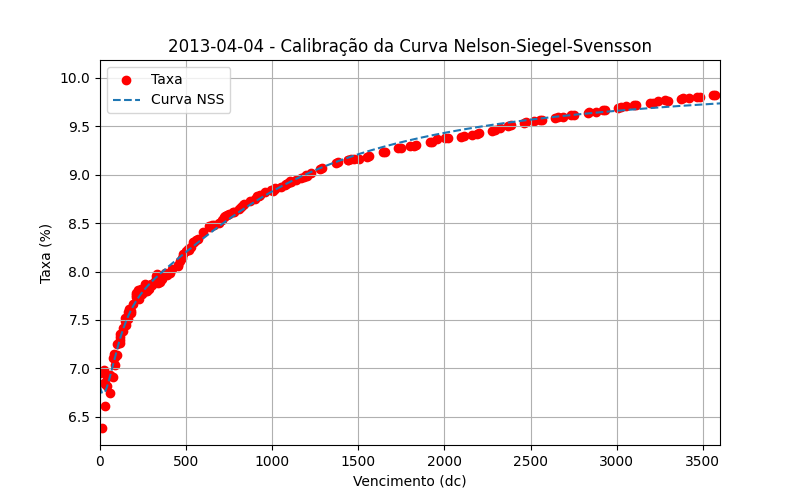 2013-04-04 - Calibração da Curva Nelson-Siegel-Svensson
Taxa
Curva NSS
Taxa (%)
10.0
9.5
9.0
8.5
8.0
7.5
7.0
6.5
0 500 1000 1500 2000 2500 3000 3500
Vencimento (dc)